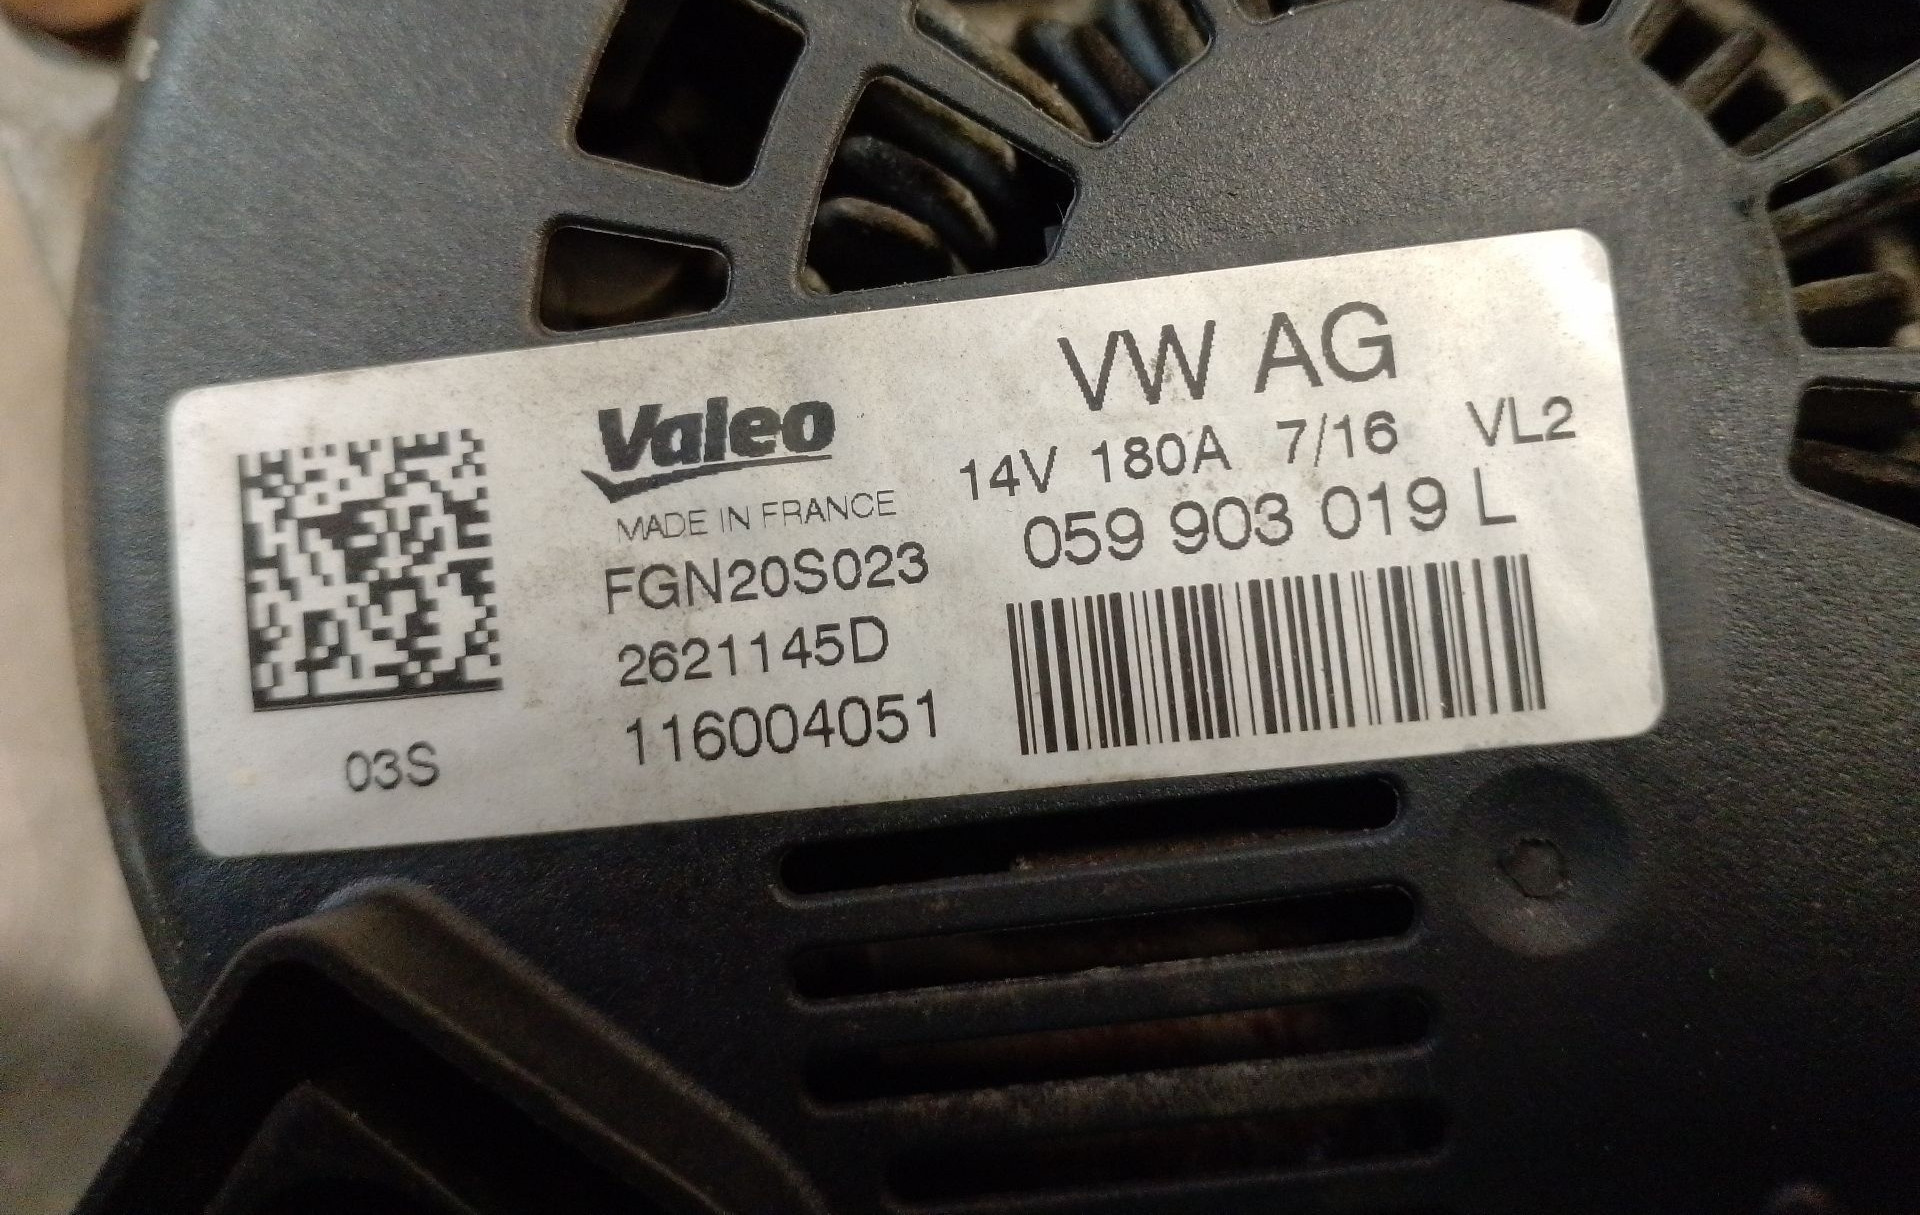 VW AG
Valeo
14V 180A 7/16 VL2
MADE IN FRANCE
059 903 019 L
FGN20S023
2621145D
116004051
03S